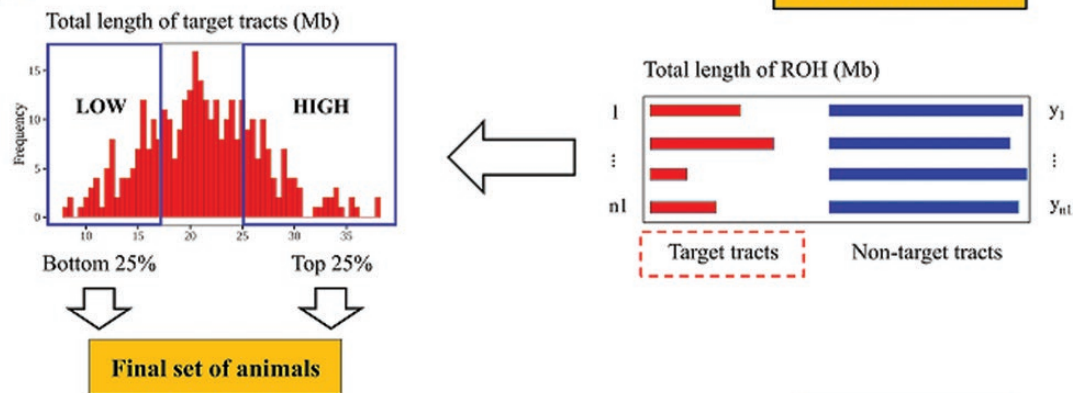 Total length of target tracts (Mb)
Frequency
15
10
5
0
LOW
HIGH
10 15 20 25 30 35
Bottom 25%
Top 25%
Final set of animals
Total length of ROH (Mb)
1
⋮
n1
y1
⋮
yn1
Target tracts
Non-target tracts